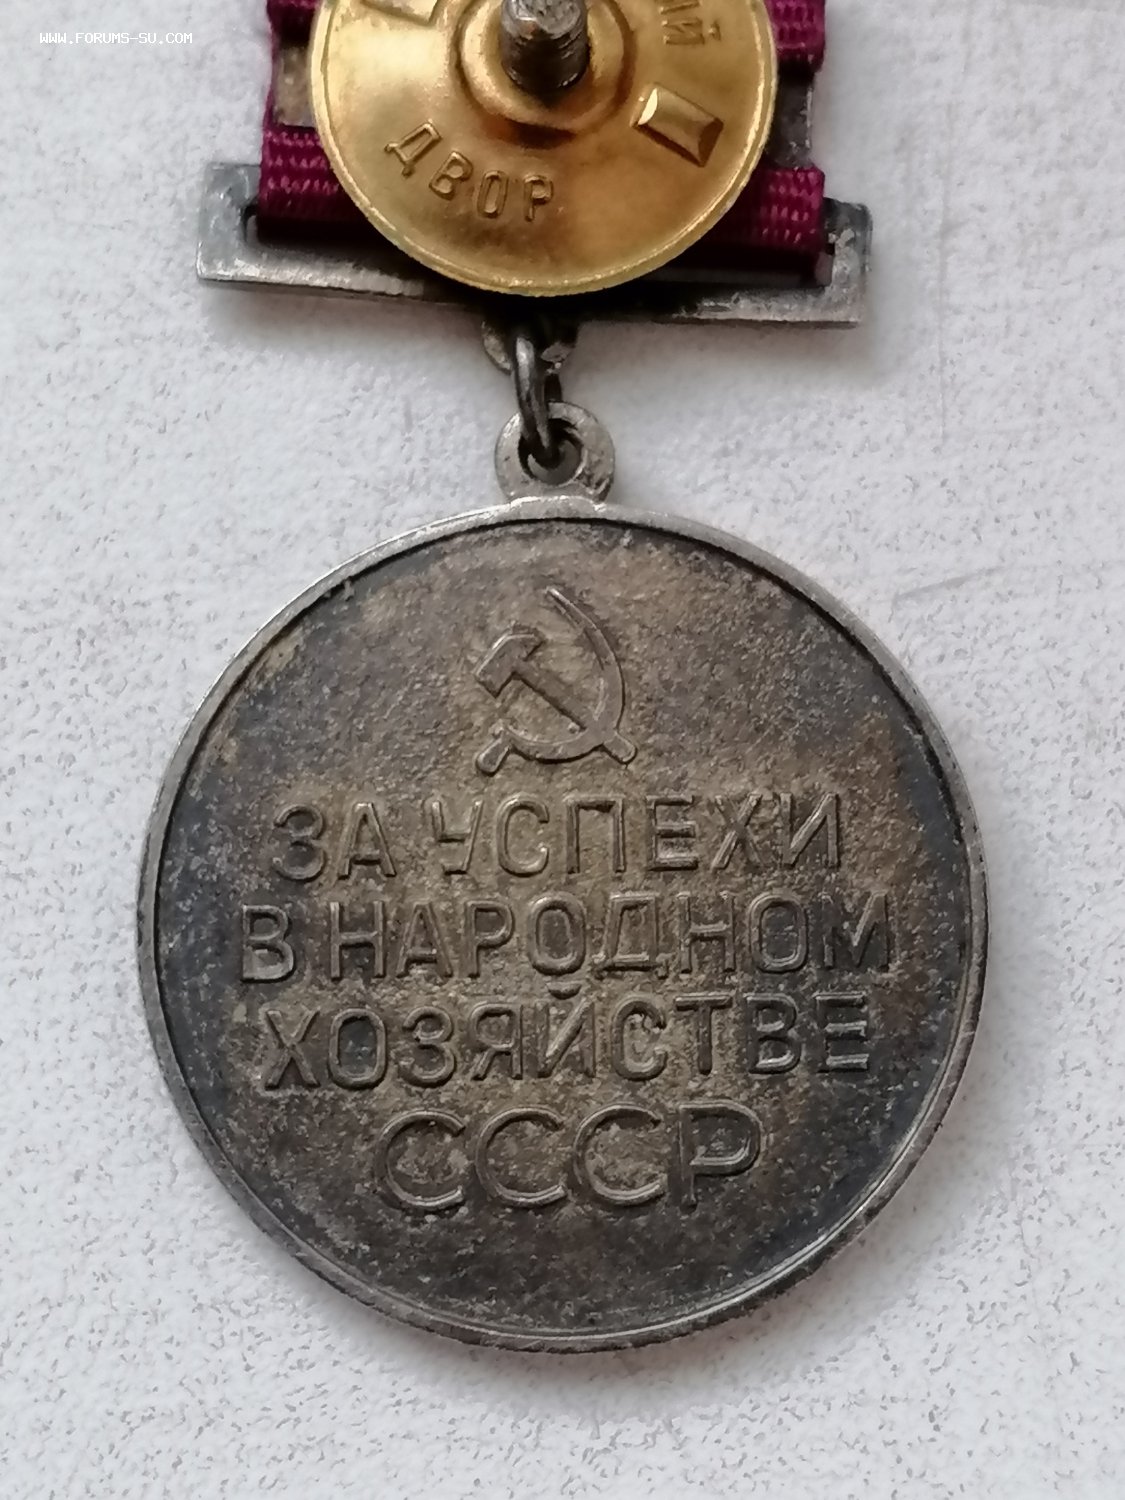 WWW.FORUMS-SU.COM
ДВОР
ЗА УСПЕХИ
В НАРОДНОМ
ХОЗЯЙСТВЕ
СССР